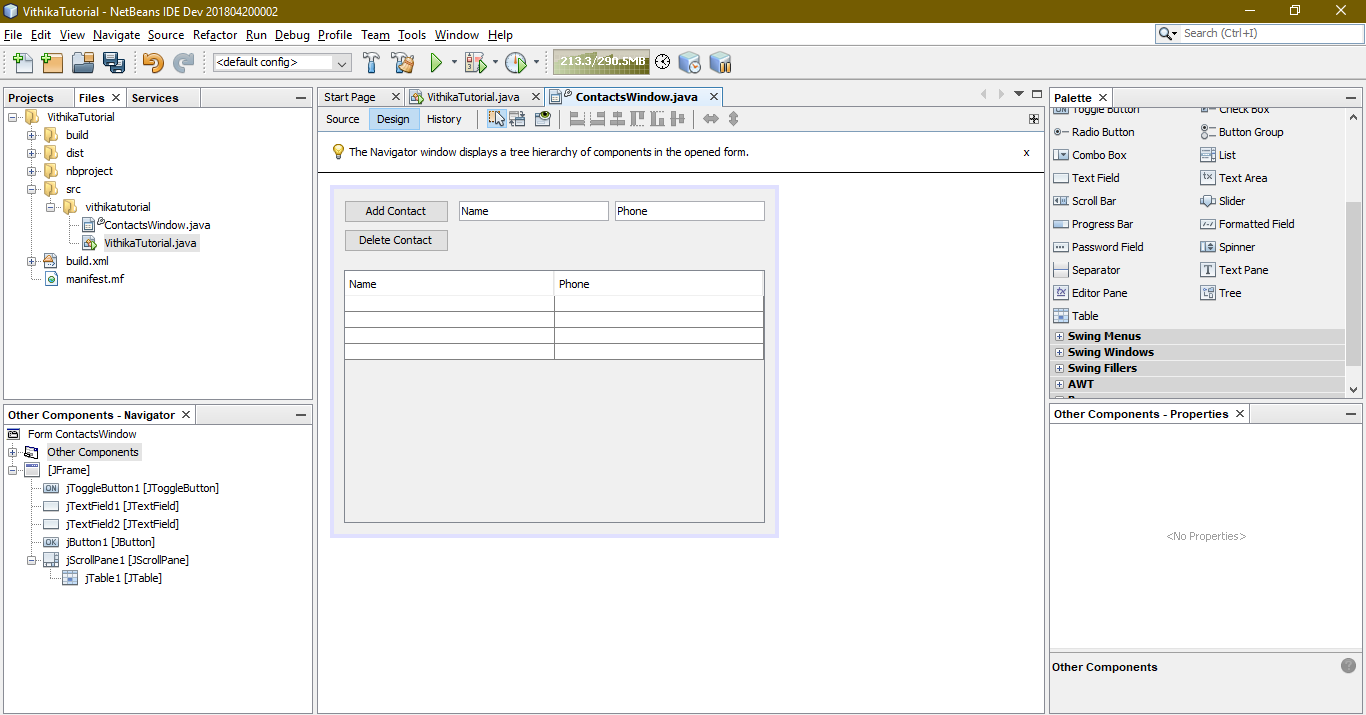 VithikaTutorial - NetBeans IDE Dev 201804200002
File Edit View Navigate Source Refactor Run Debug Profile Team Tools Window Help
Search (Ctrl+I)
<default config>
213.3/290.5MB
Projects Files Services
VithikaTutorial
build
dist
nbproject
src
vithikatutorial
ContactsWindow.java
VithikaTutorial.java
build.xml
manifest.mf
Other Components - Navigator
Form ContactsWindow
Other Components
[JFrame]
ON jToggleButton1 [JToggleButton]
jTextField1 [JTextField]
jTextField2 [JTextField]
OK jButton1 [JButton]
jScrollPane1 [JScrollPane]
jTable1 [JTable]
Start Page VithikaTutorial.java ContactsWindow.java
Source Design History
The Navigator window displays a tree hierarchy of components in the opened form. x
Add Contact Name Phone
Delete Contact
Name Phone
Palette
Toggle Button Check Box
Radio Button Button Group
Combo Box List
Text Field Text Area
Scroll Bar Slider
Progress Bar Formatted Field
Password Field Spinner
Separator Text Pane
Editor Pane Tree
Table
Swing Menus
Swing Windows
Swing Fillers
AWT
Other Components - Properties
<No Properties>
Other Components
?